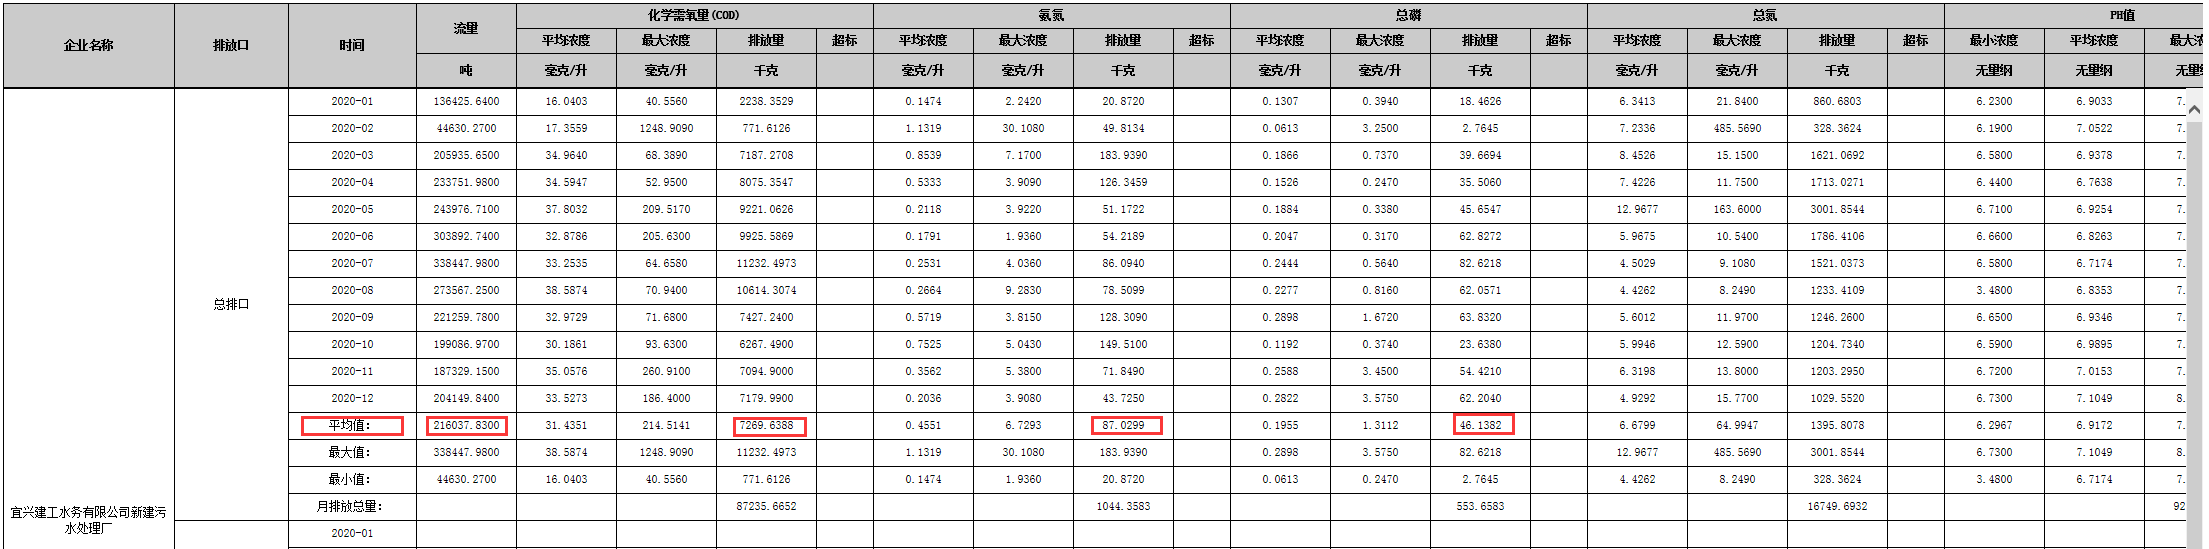 企业名称 排放口 时间 流量 化学需氧量(COD) 氨氮 总磷 总氮 PH值
平均浓度 最大浓度 排放量 超标 平均浓度 最大浓度 排放量 超标 平均浓度 最大浓度 排放量 超标 平均浓度 最大浓度 排放量 超标 最小浓度 平均浓度
吨 毫克/升 毫克/升 千克 毫克/升 毫克/升 千克 毫克/升 毫克/升 千克 毫克/升 毫克/升 千克 无量纲 无量纲
2020-01 136425.6400 16.0403 40.5560 2238.3529 0.1474 2.2420 20.8720 0.1307 0.3940 18.4626 6.3413 21.8400 860.6803 6.2300 6.9033 7.
2020-02 44630.2700 17.3559 1248.9090 771.6126 1.1319 30.1080 49.8134 0.0613 3.2500 2.7645 7.2336 485.5690 328.3624 6.1900 7.0522 7.
2020-03 205935.6500 34.9640 68.3890 7187.2708 0.8539 7.1700 183.9390 0.1866 0.7370 39.6694 8.4526 15.1500 1621.0692 6.5800 6.9378 7.
2020-04 233751.9800 34.5947 52.9500 8075.3547 0.5333 3.9090 126.3459 0.1526 0.2470 35.5060 7.4226 11.7500 1713.0271 6.4400 6.7638 7.
2020-05 243976.7100 37.8032 209.5170 9221.0626 0.2118 3.9220 51.1722 0.1884 0.3380 45.6547 12.9677 163.6000 3001.8544 6.7100 6.9254 7.
2020-06 303892.7400 32.8786 205.6300 9925.5869 0.1791 1.9360 54.2189 0.2047 0.3170 62.8272 5.9675 10.5400 1786.4106 6.6600 6.8263 7.
2020-07 338447.9800 33.2535 64.6580 11232.4973 0.2531 4.0360 86.0940 0.2444 0.5640 82.6218 4.5029 9.1080 1521.0373 6.5800 6.7174 7.
2020-08 273567.2500 38.5874 70.9400 10614.3074 0.2664 9.2830 78.5099 0.2277 0.8160 62.0571 4.4262 8.2490 1233.4109 3.4800 6.8353 7.
总排口
2020-09 221259.7800 32.9729 71.6800 7427.2400 0.5719 3.8150 128.3090 0.2898 1.6720 63.8320 5.6012 11.9700 1246.2600 6.6500 6.9346 7.
2020-10 199086.9700 30.1861 93.6300 6267.4900 0.7525 5.0430 149.5100 0.1192 0.3740 23.6380 5.9946 12.5900 1204.7340 6.5900 6.9895 7.
2020-11 187329.1500 35.0576 260.9100 7094.9000 0.3562 5.3800 71.8490 0.2588 3.4500 54.4210 6.3198 13.8000 1203.2950 6.7200 7.0153 7.
2020-12 204149.8400 33.5273 186.4000 7179.9900 0.2036 3.9080 43.7250 0.2822 3.5750 62.2040 4.9292 15.7700 1029.5520 6.7300 7.1049 8.
平均值: 216037.8300 31.4351 214.5141 7269.6388 0.4551 6.7293 87.0299 0.1955 1.3112 46.1382 6.6799 64.9947 1395.8078 6.2967 6.9172 7.
最大值: 338447.9800 38.5874 1248.9090 11232.4973 1.1319 30.1080 183.9390 0.2898 3.5750 82.6218 12.9677 485.5690 3001.8544 6.7300 7.1049 8.
最小值: 44630.2700 16.0403 40.5560 771.6126 0.1474 1.9360 20.8720 0.0613 0.2470 2.7645 4.4262 8.2490 328.3624 3.4800 6.7174 7.
月排放总量: 87235.6652 1044.3583 553.6583 16749.6932 92
宜兴建工水务有限公司新建污
水处理厂
2020-01